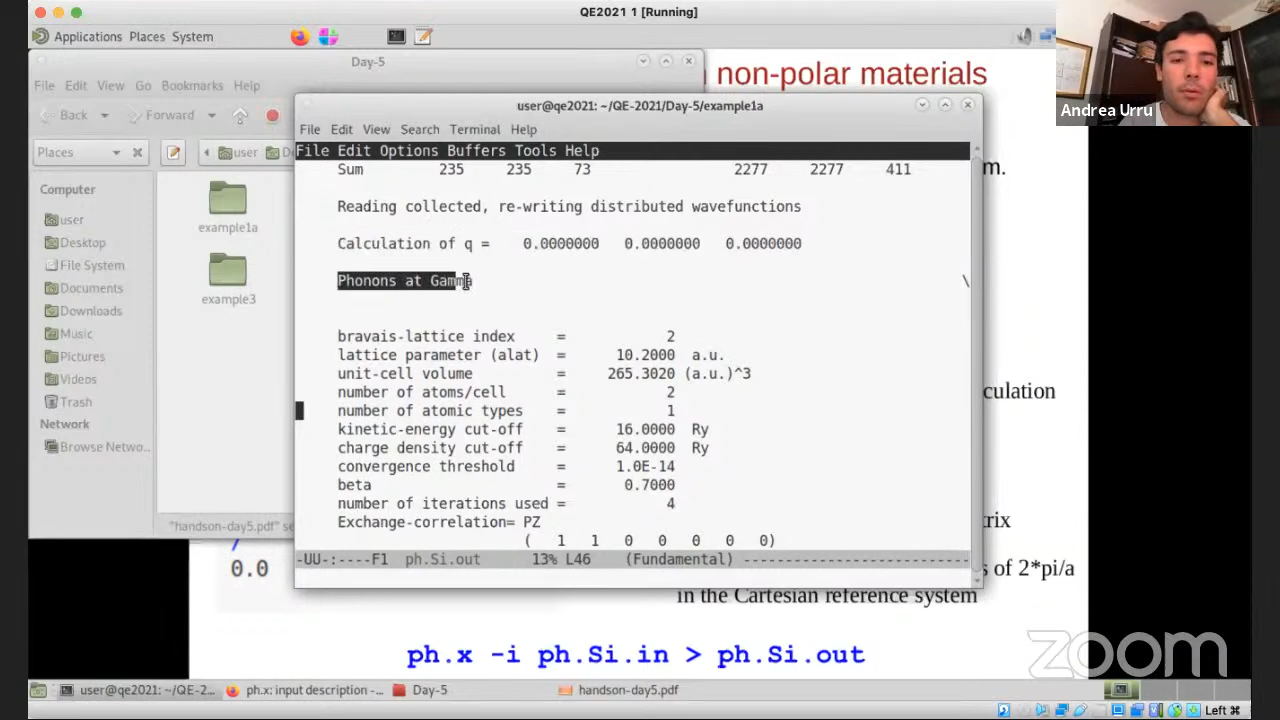 QE2021 1 [Running]
Applications Places System
Day-5
non-polar materials
File Edit View Go Bookmarks Help
Andrea Urru
user@qe2021: ~/QE-2021/Day-5/example1a
Back Forward
File Edit View Search Terminal Help
Places user
File Edit Options Buffers Tools Help
Sum 235 235 73 2277 2277 411
m.
Computer
Reading collected, re-writing distributed wavefunctions
user
Desktop
example1a
Calculation of q = 0.0000000 0.0000000 0.0000000
File System
Phonons at Gamma \
Documents
example3
Downloads
Music
bravais-lattice index = 2
Pictures
lattice parameter (alat) = 10.2000 a.u.
Videos
unit-cell volume = 265.3020 (a.u.)^3
Trash
number of atoms/cell = 2
culation
number of atomic types = 1
Network
kinetic-energy cut-off = 16.0000 Ry
Browse Netwo...
charge density cut-off = 64.0000 Ry
convergence threshold = 1.0E-14
beta = 0.7000
number of iterations used = 4
Exchange-correlation= PZ
"handson-day5.pdf" se
rix
( 1 1 0 0 0 0 0)
-UU-:----F1 ph.Si.out 13% L46 (Fundamental) -------------------------
0.0
s of 2*pi/a
in the Cartesian reference system
ph.x -i ph.Si.in > ph.Si.out
zoom
user@qe2021: ~/QE-2... ph.x: input description -... Day-5 handson-day5.pdf
Left ⌘